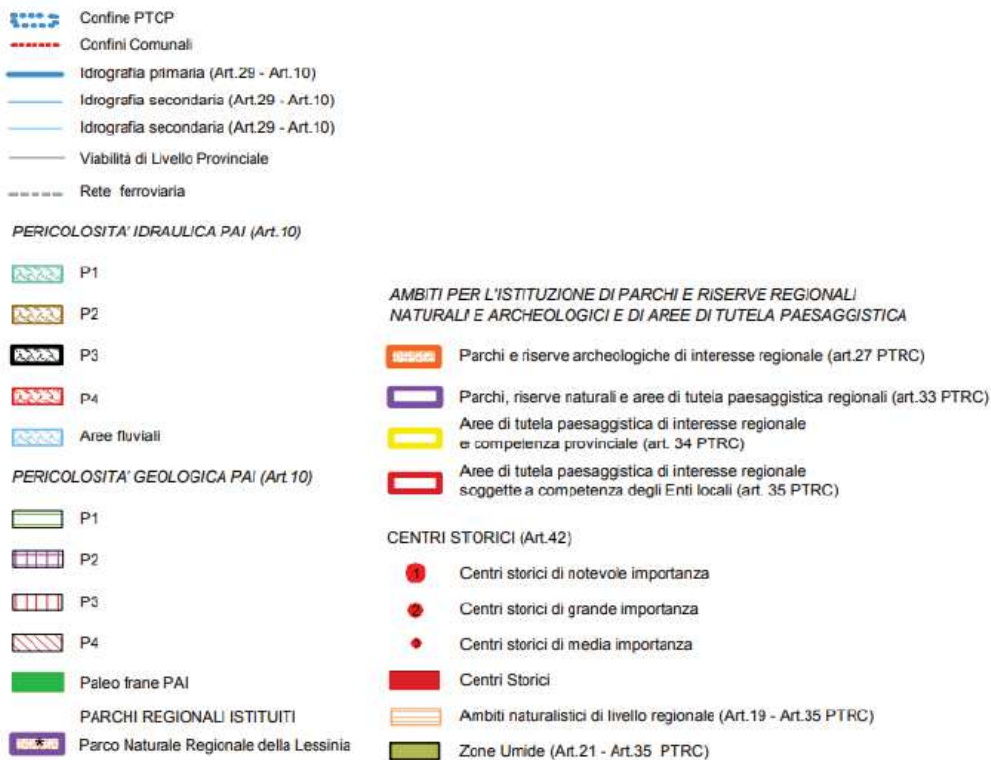 Confine PTCP
Confini Comunali
Idrografia primaria (Art.29 - Art.10)
Idrografia secondaria (Art.29 - Art.10)
Idrografia secondaria (Art.29 - Art.10)
Viabilità di Livello Provinciale
Rete ferroviaria
PERICOLOSITA' IDRAULICA PAI (Art.10)
P1
P2
P3
P4
Aree fluviali
PERICOLOSITA' GEOLOGICA PAI (Art.10)
P1
P2
P3
P4
Paleo frane PAI
PARCHI REGIONALI ISTITUITI
*
Parco Naturale Regionale della Lessinia
AMBITI PER L'ISTITUZIONE DI PARCHI E RISERVE REGIONALI
NATURALI E ARCHEOLOGICI E DI AREE DI TUTELA PAESAGGISTICA
Parchi e riserve archeologiche di interesse regionale (art.27 PTRC)
Parchi, riserve naturali e aree di tutela paesaggistica regionali (art.33 PTRC)
Aree di tutela paesaggistica di interesse regionale
e competenza provinciale (art. 34 PTRC)
Aree di tutela paesaggistica di interesse regionale
soggette a competenza degli Enti locali (art. 35 PTRC)
CENTRI STORICI (Art.42)
1 Centri storici di notevole importanza
2 Centri storici di grande importanza
Centri storici di media importanza
Centri Storici
Ambiti naturalistici di livello regionale (Art.19 - Art.35 PTRC)
Zone Umide (Art.21 - Art.35 PTRC)